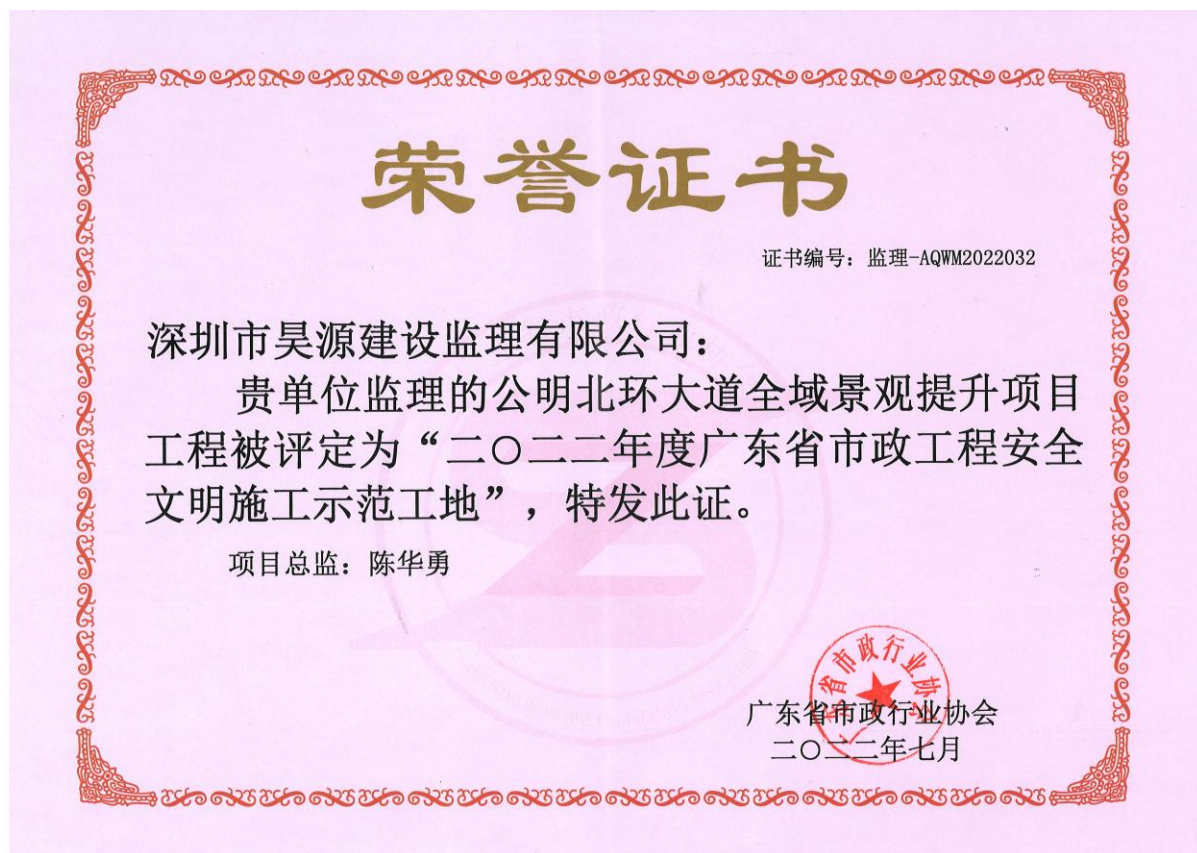 荣誉证书
证书编号：监理-AQWM2022032
深圳市昊源建设监理有限公司：
贵单位监理的公明北环大道全域景观提升项目
工程被评定为“二〇二二年度广东省市政工程安全
文明施工示范工地”，特发此证。
项目总监：陈华勇
广东省市政行业协会
广东省市政行业协会
二〇二二年七月